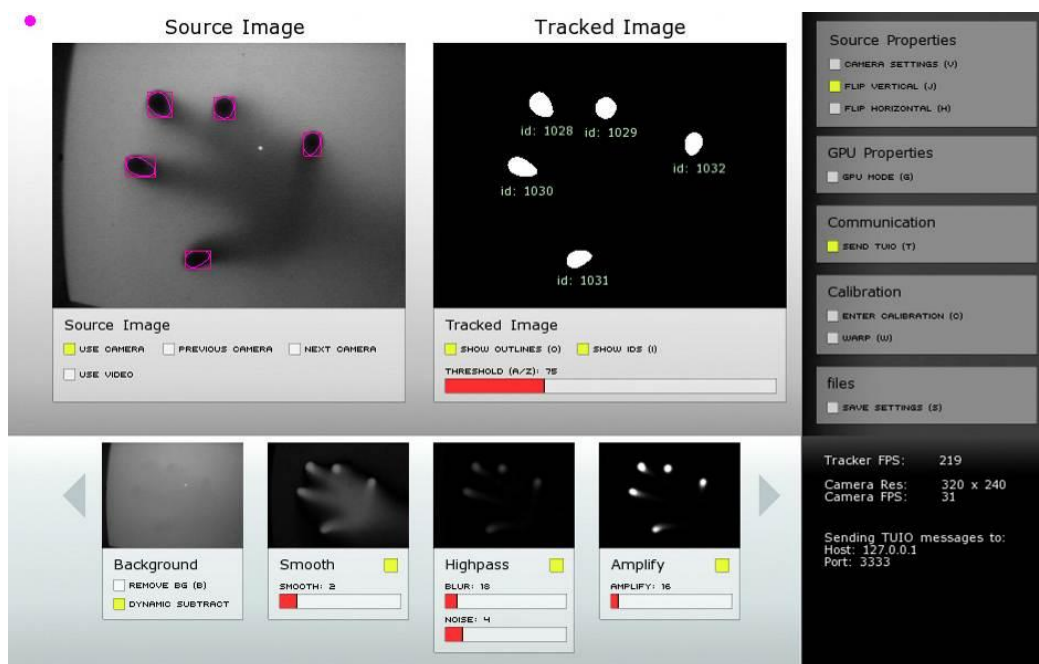 Source Image
Tracked Image
id: 1028
id: 1029
id: 1032
id: 1030
id: 1031
Source Image
USE CAMERA
PREVIOUS CAMERA
NEXT CAMERA
USE VIDEO
Tracked Image
SHOW OUTLINES (O)
SHOW IDS (I)
THRESHOLD (A/Z): 75
Source Properties
CAMERA SETTINGS (V)
FLIP VERTICAL (J)
FLIP HORIZONTAL (H)
GPU Properties
GPU MODE (G)
Communication
SEND TUIO (T)
Calibration
ENTER CALIBRATION (C)
WARP (W)
files
SAVE SETTINGS (S)
Background
REMOVE BG (B)
DYNAMIC SUBTRACT
Smooth
SMOOTH: 2
Highpass
BLUR: 18
NOISE: 4
Amplify
AMPLIFY: 16
Tracker FPS: 219
Camera Res: 320 x 240
Camera FPS: 31
Sending TUIO messages to:
Host: 127.0.0.1
Port: 3333